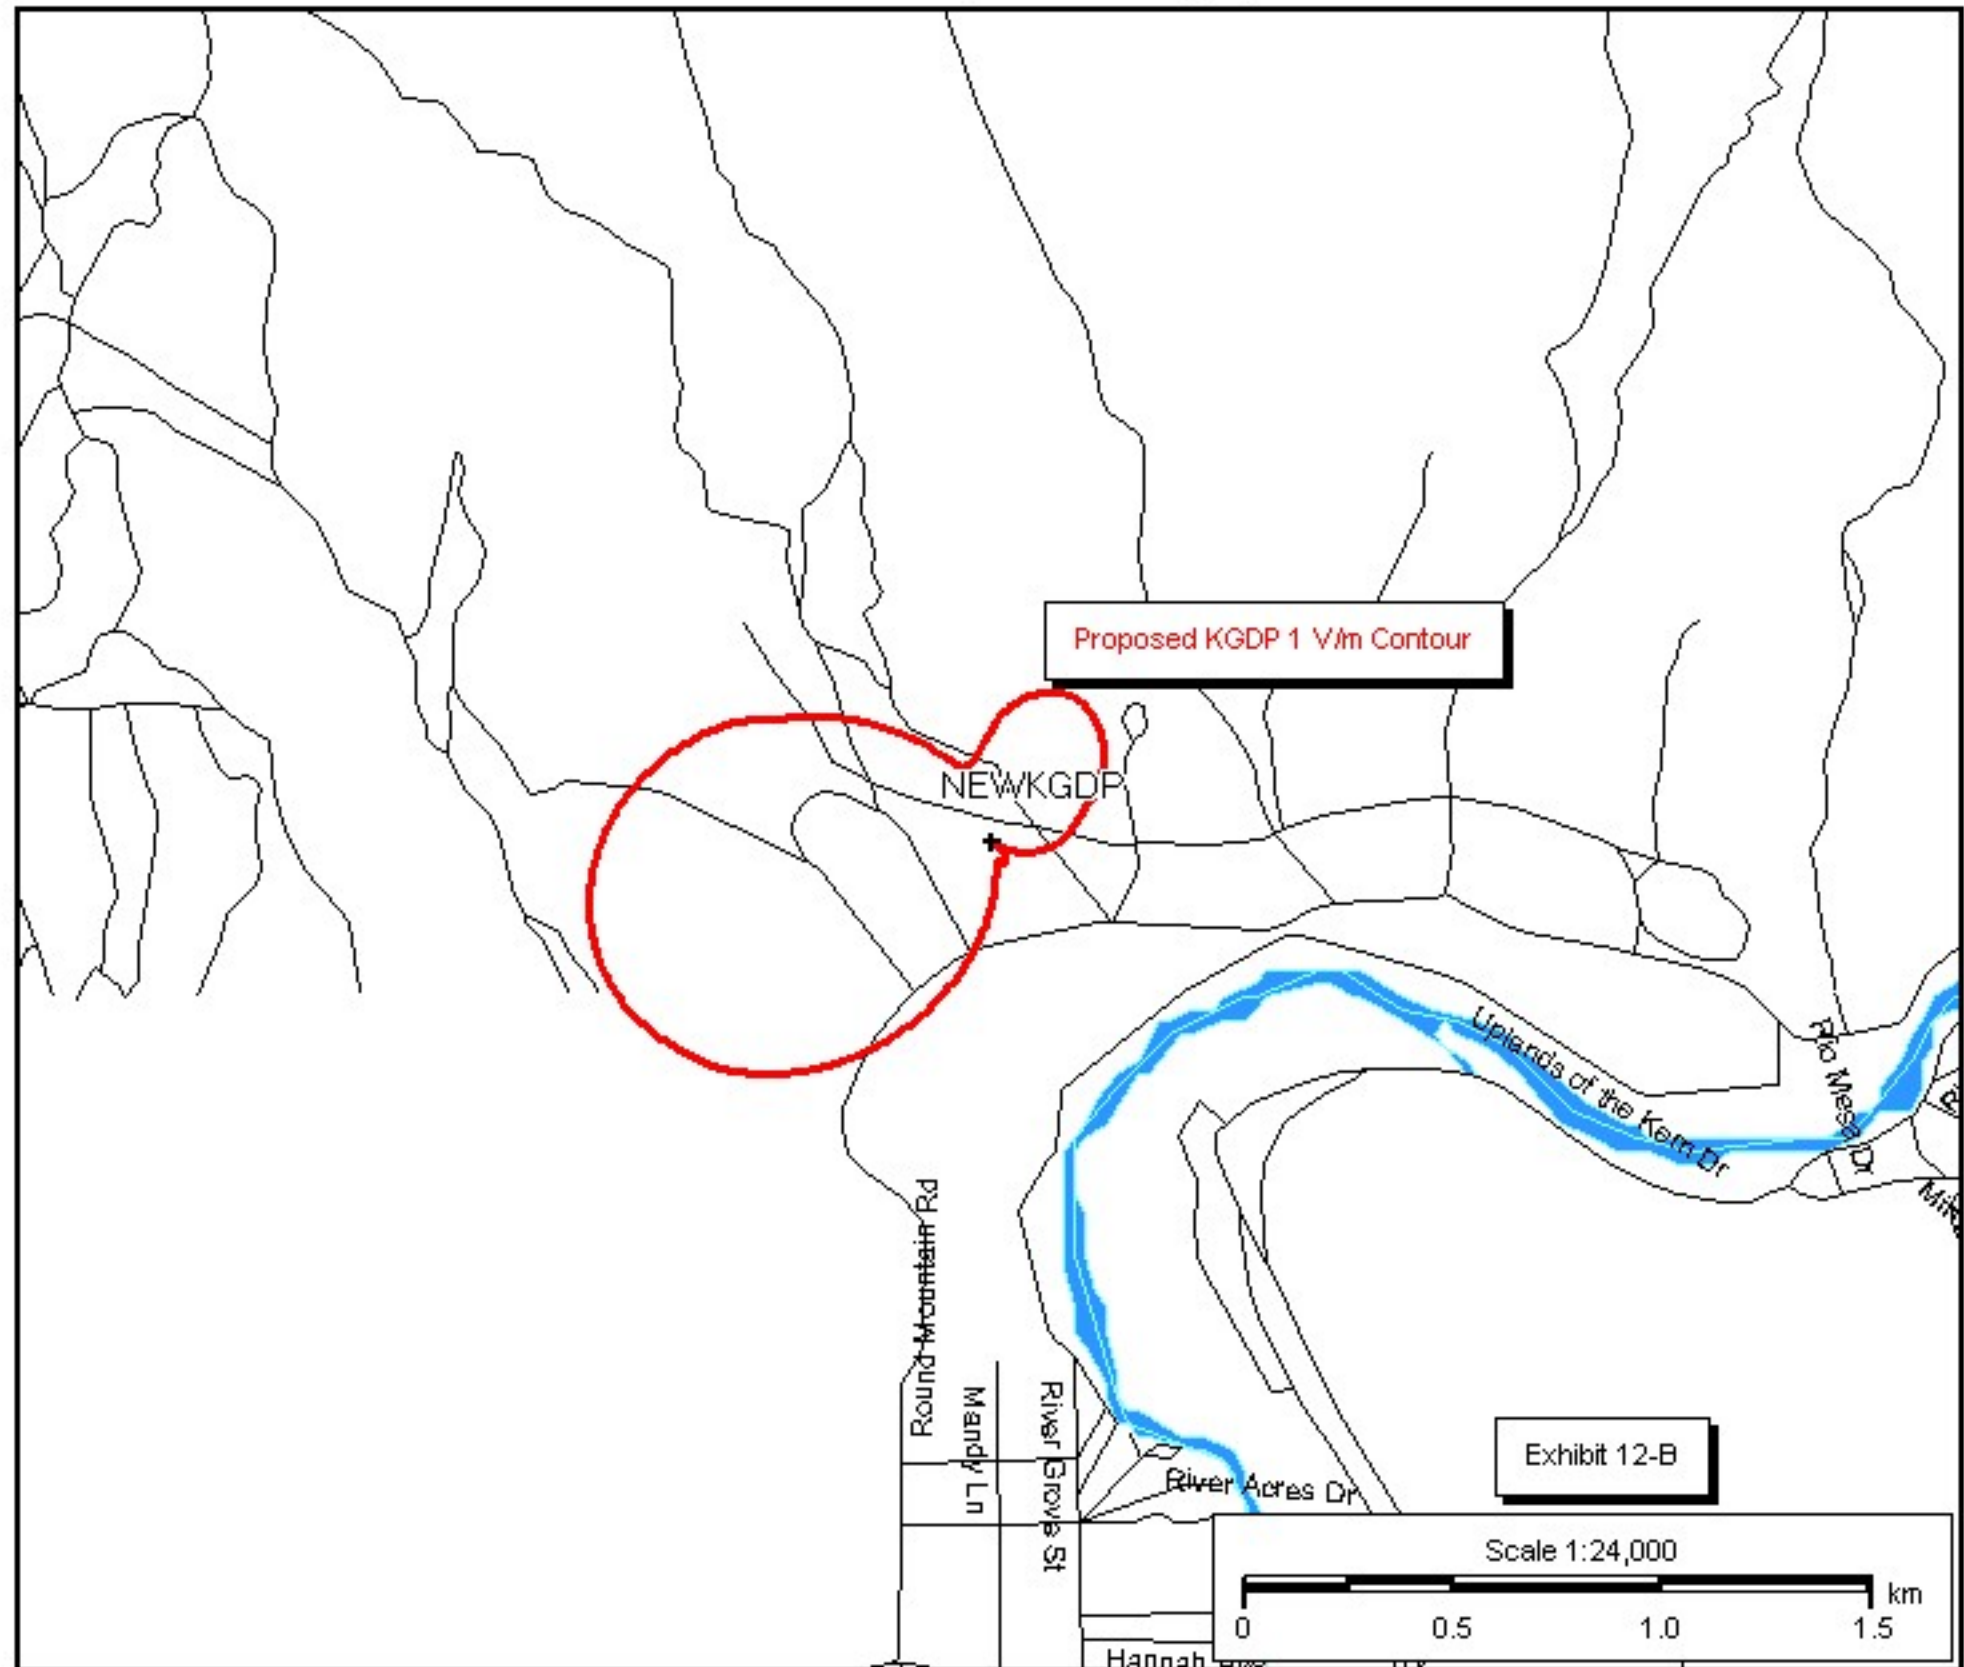 Proposed KGDP 1 V/m Contour
NEWKGDP
Uplands of the Kern Dr
Rio Mesa Dr
Round Mountain Rd
Mandy Ln
River Grove St
River Acres Dr
Exhibit 12-B
Scale 1:24,000
km
0 0.5 1.0 1.5
Hannah